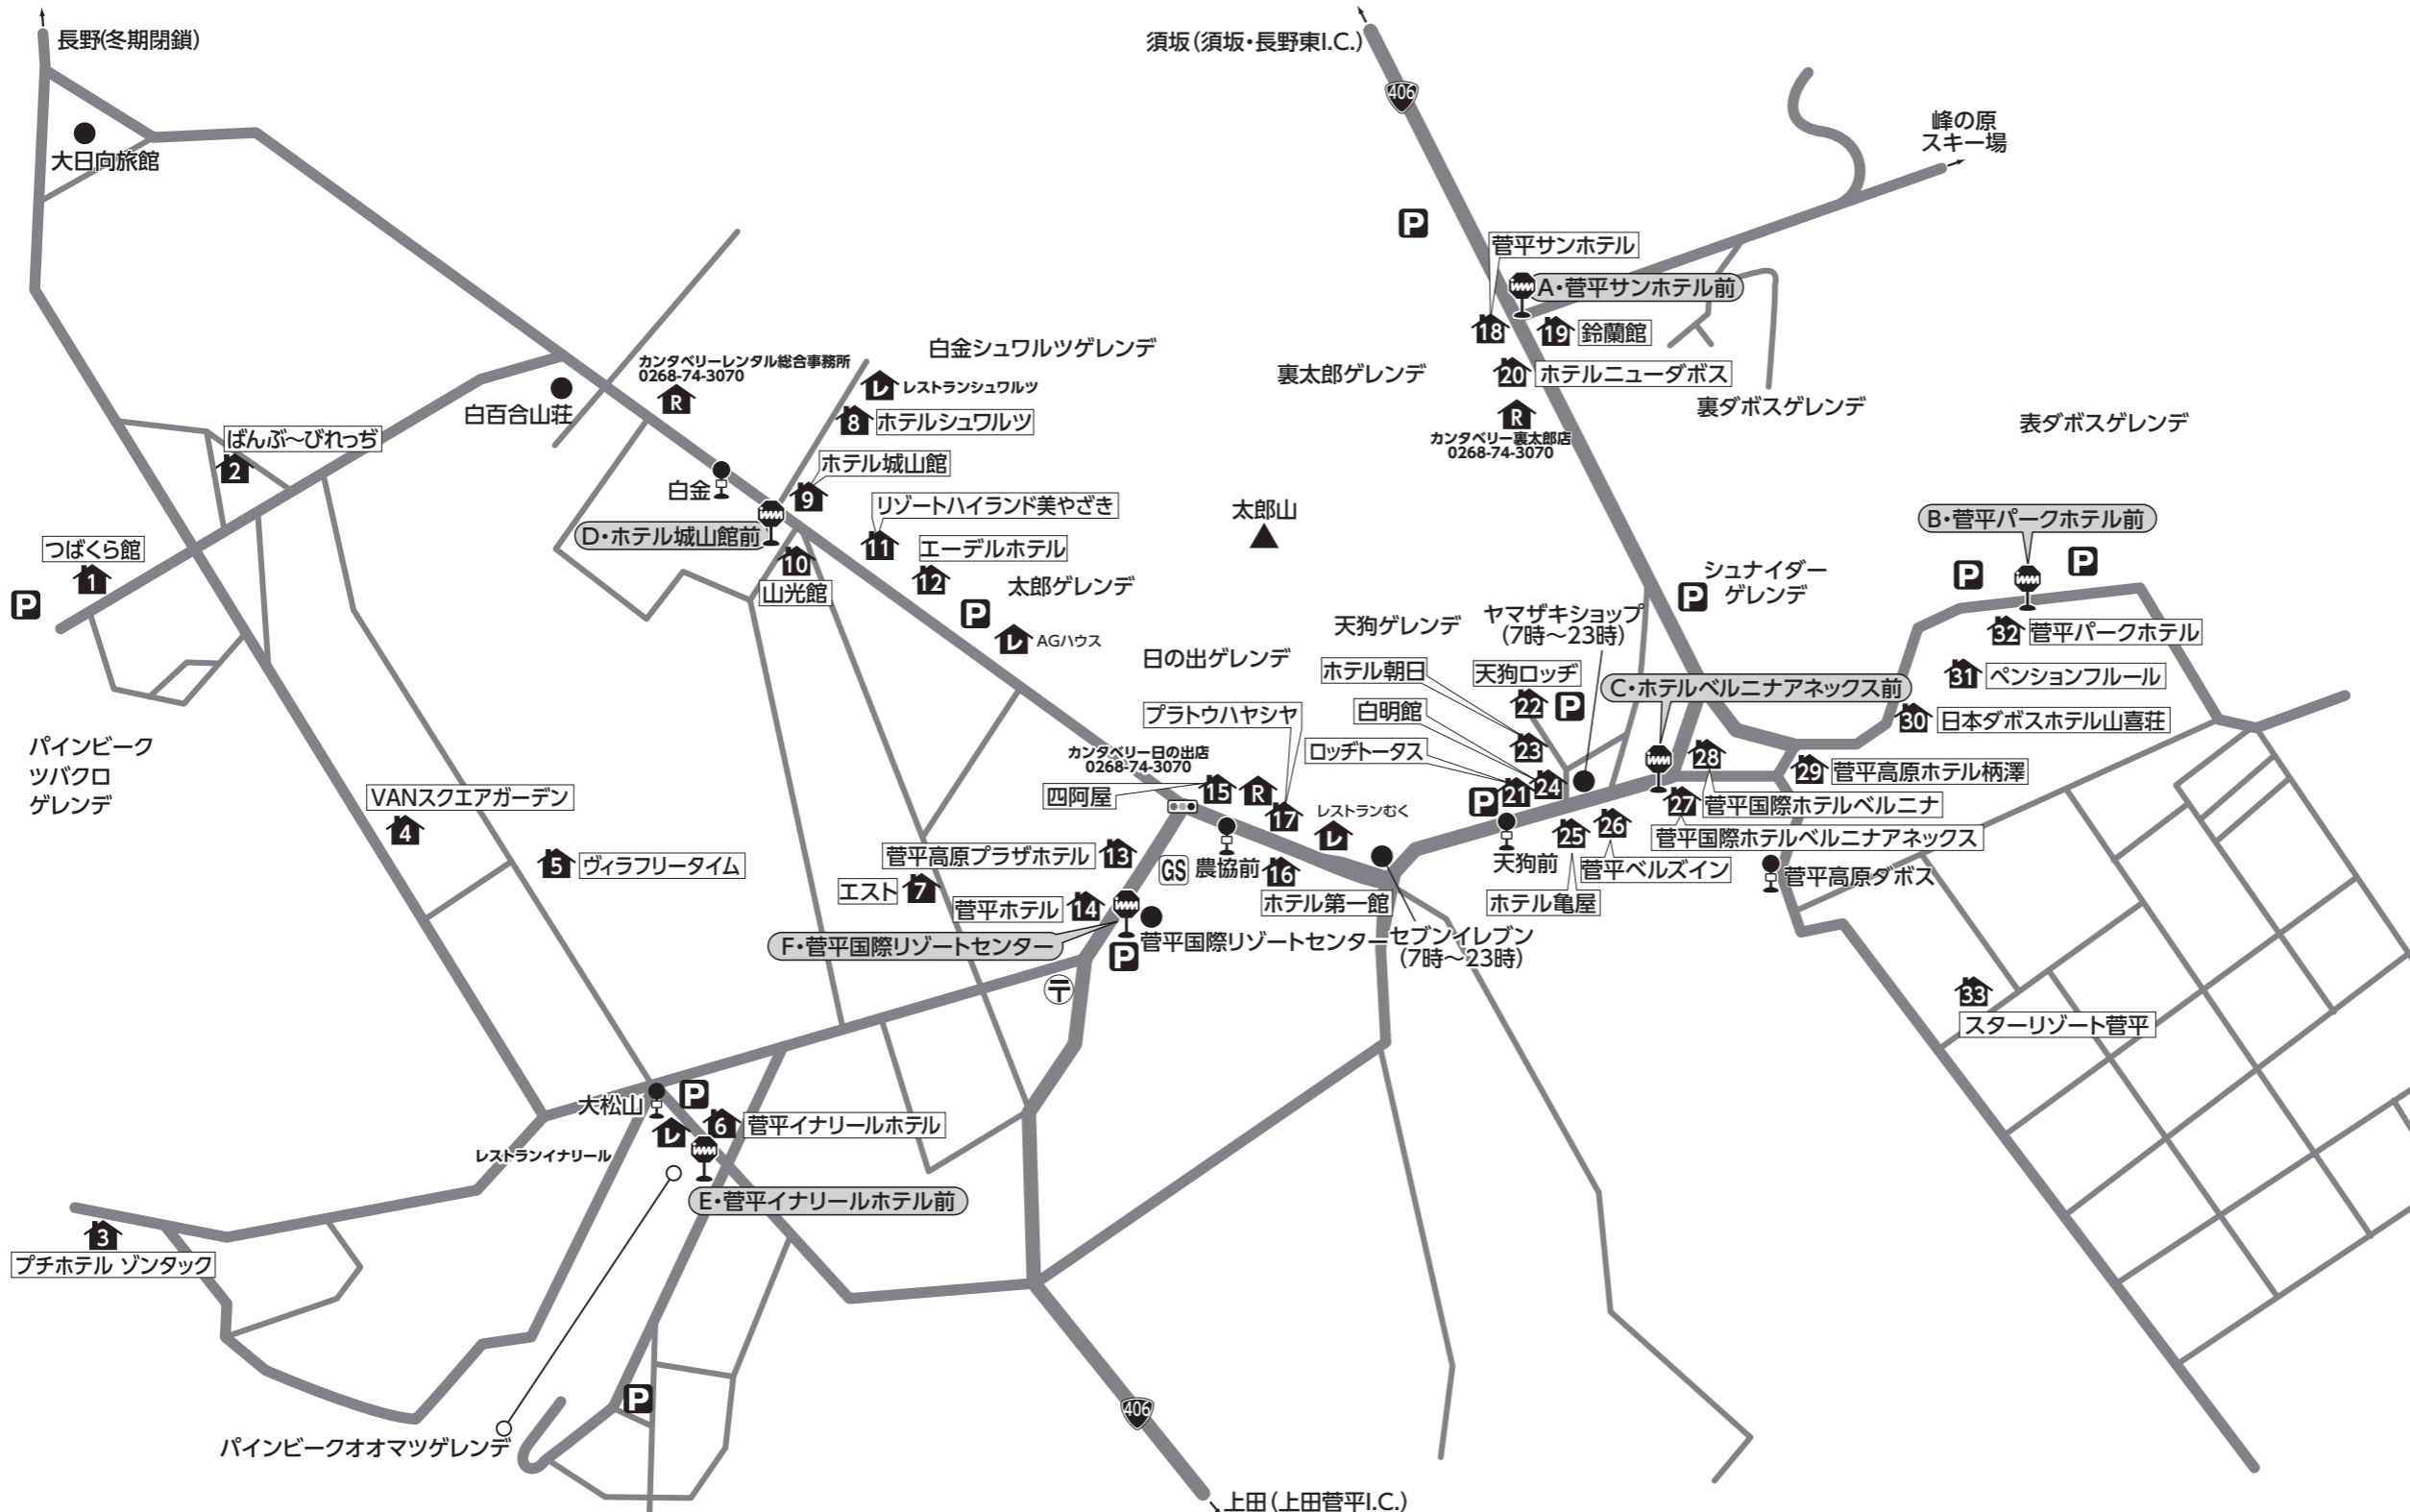 長野(冬期閉鎖)
須坂(須坂・長野東I.C.)
406
大日向旅館
峰の原
スキー場
P
菅平サンホテル
A・菅平サンホテル前
18
19
鈴蘭館
20
ホテルニューダボス
R
カンタベリー裏太郎店
0268-74-3070
裏太郎ゲレンデ
裏ダボスゲレンデ
表ダボスゲレンデ
白金シュワルツゲレンデ
カンタベリーレンタル総合事務所
0268-74-3070
R
レ
レストランシュワルツ
8
ホテルシュワルツ
白百合山荘
ばんぶ〜びれっぢ
2
白金
ホテル城山館
9
D・ホテル城山館前
リゾートハイランド美やざき
11
10
山光館
エーデルホテル
12
つばくら館
1
P
P
太郎ゲレンデ
レ
AGハウス
太郎山
B・菅平パークホテル前
P
P
32
菅平パークホテル
31
ペンションフルール
30
日本ダボスホテル山喜荘
シュナイダー
ゲレンデ
P
ヤマザキショップ
(7時〜23時)
天狗ゲレンデ
日の出ゲレンデ
ホテル朝日
天狗ロッヂ
22
P
C・ホテルベルニナアネックス前
白明館
23
プラトウハヤシヤ
ロッヂトータス
カンタベリー日の出店
0268-74-3070
四阿屋
15
R
17
レストランむく
レ
P
21
24
28
29
菅平高原ホテル柄澤
27
菅平国際ホテルベルニナ
菅平国際ホテルベルニナアネックス
25
26
天狗前
菅平ベルズイン
ホテル亀屋
菅平高原ダボス
パインビーク
ツバクロ
ゲレンデ
VANスクエアガーデン
4
5
ヴィラフリータイム
菅平高原プラザホテル
13
GS
農協前
16
ホテル第一館
エスト
7
菅平ホテル
14
F・菅平国際リゾートセンター
菅平国際リゾートセンター
P
〒
セブンイレブン
(7時〜23時)
33
スターリゾート菅平
大松山
P
レ
6
菅平イナリールホテル
レストランイナリール
E・菅平イナリールホテル前
3
プチホテル ゾンタック
P
パインビークオオマツゲレンデ
406
上田(上田菅平I.C.)